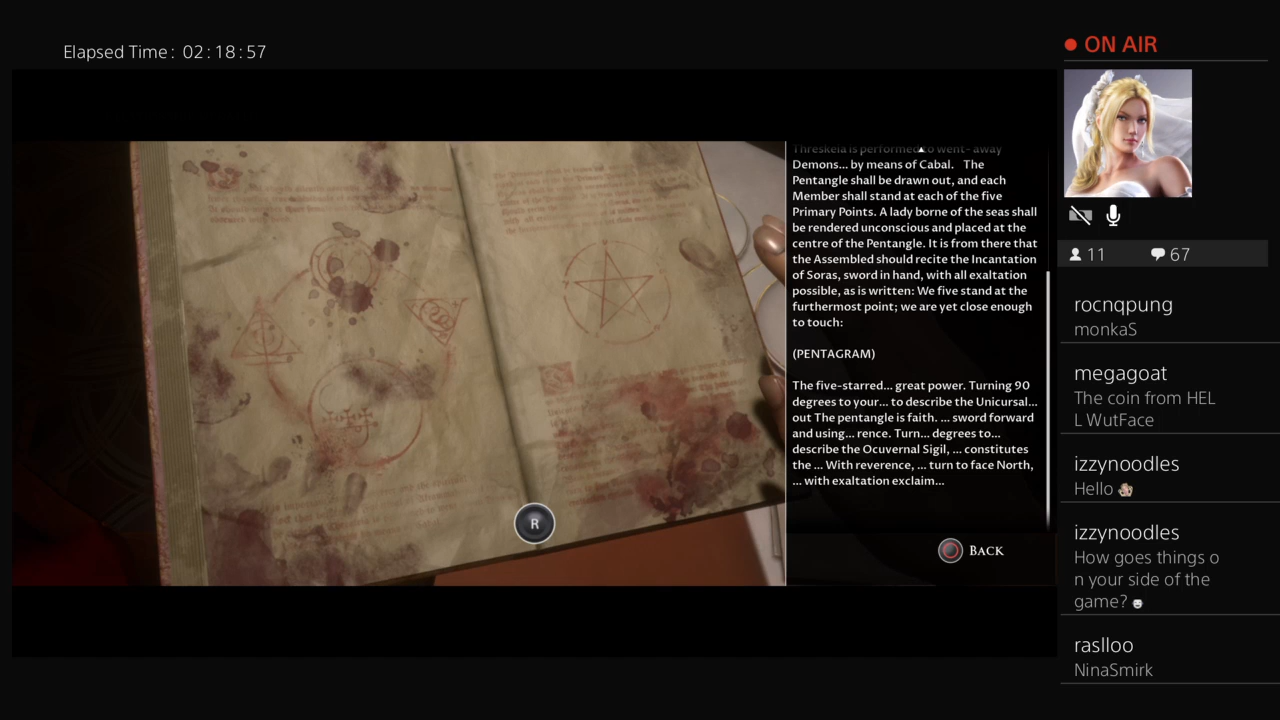 Elapsed Time: 02:18:57
ON AIR
11
67
Threskeia is performed to went- away
Demons... by means of Cabal. The
Pentangle shall be drawn out, and each
Member shall stand at each of the five
Primary Points. A lady borne of the seas shall
be rendered unconscious and placed at the
centre of the Pentangle. It is from there that
the Assembled should recite the Incantation
of Soras, sword in hand, with all exaltation
possible, as is written: We five stand at the
furthermost point; we are yet close enough
to touch:
(PENTAGRAM)
The five-starred... great power. Turning 90
degrees to your... to describe the Unicursal...
out The pentangle is faith. ... sword forward
and using... rence. Turn... degrees to...
describe the Ocuvernal Sigil, ... constitutes
the ... With reverence, ... turn to face North,
... with exaltation exclaim...
R
BACK
rocnqpung
monkaS
megagoat
The coin from HEL
L WutFace
izzynoodles
Hello
izzynoodles
How goes things o
n your side of the
game?
raslloo
NinaSmirk